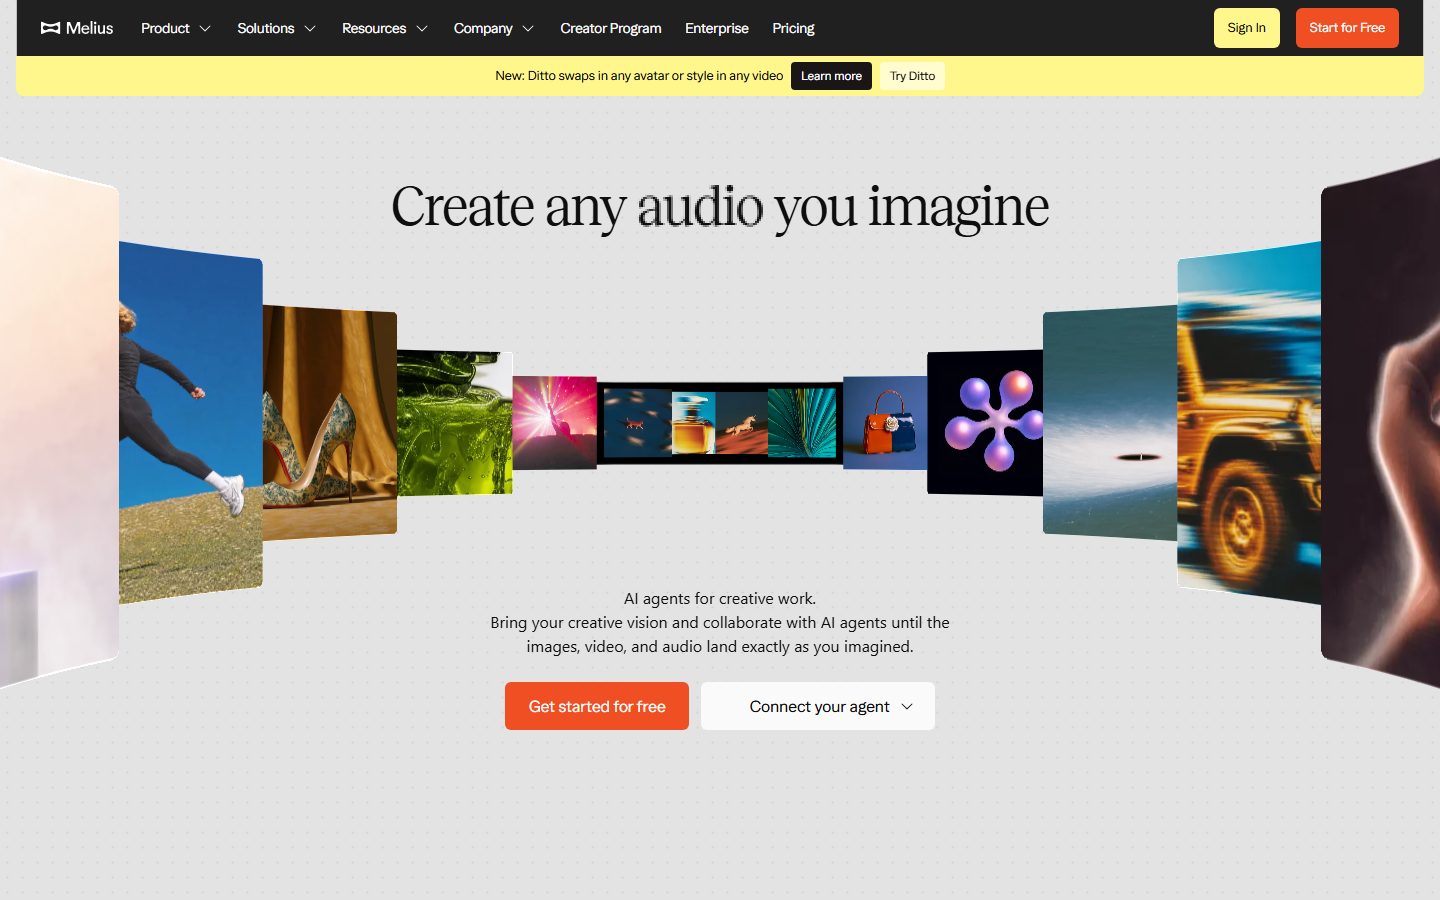 Melius
Product
Solutions
Resources
Company
Creator Program
Enterprise
Pricing
Sign In
Start for Free
New: Ditto swaps in any avatar or style in any video
Learn more
Try Ditto
Create any audio you imagine
AI agents for creative work.
Bring your creative vision and collaborate with AI agents until the
images, video, and audio land exactly as you imagined.
Get started for free
Connect your agent